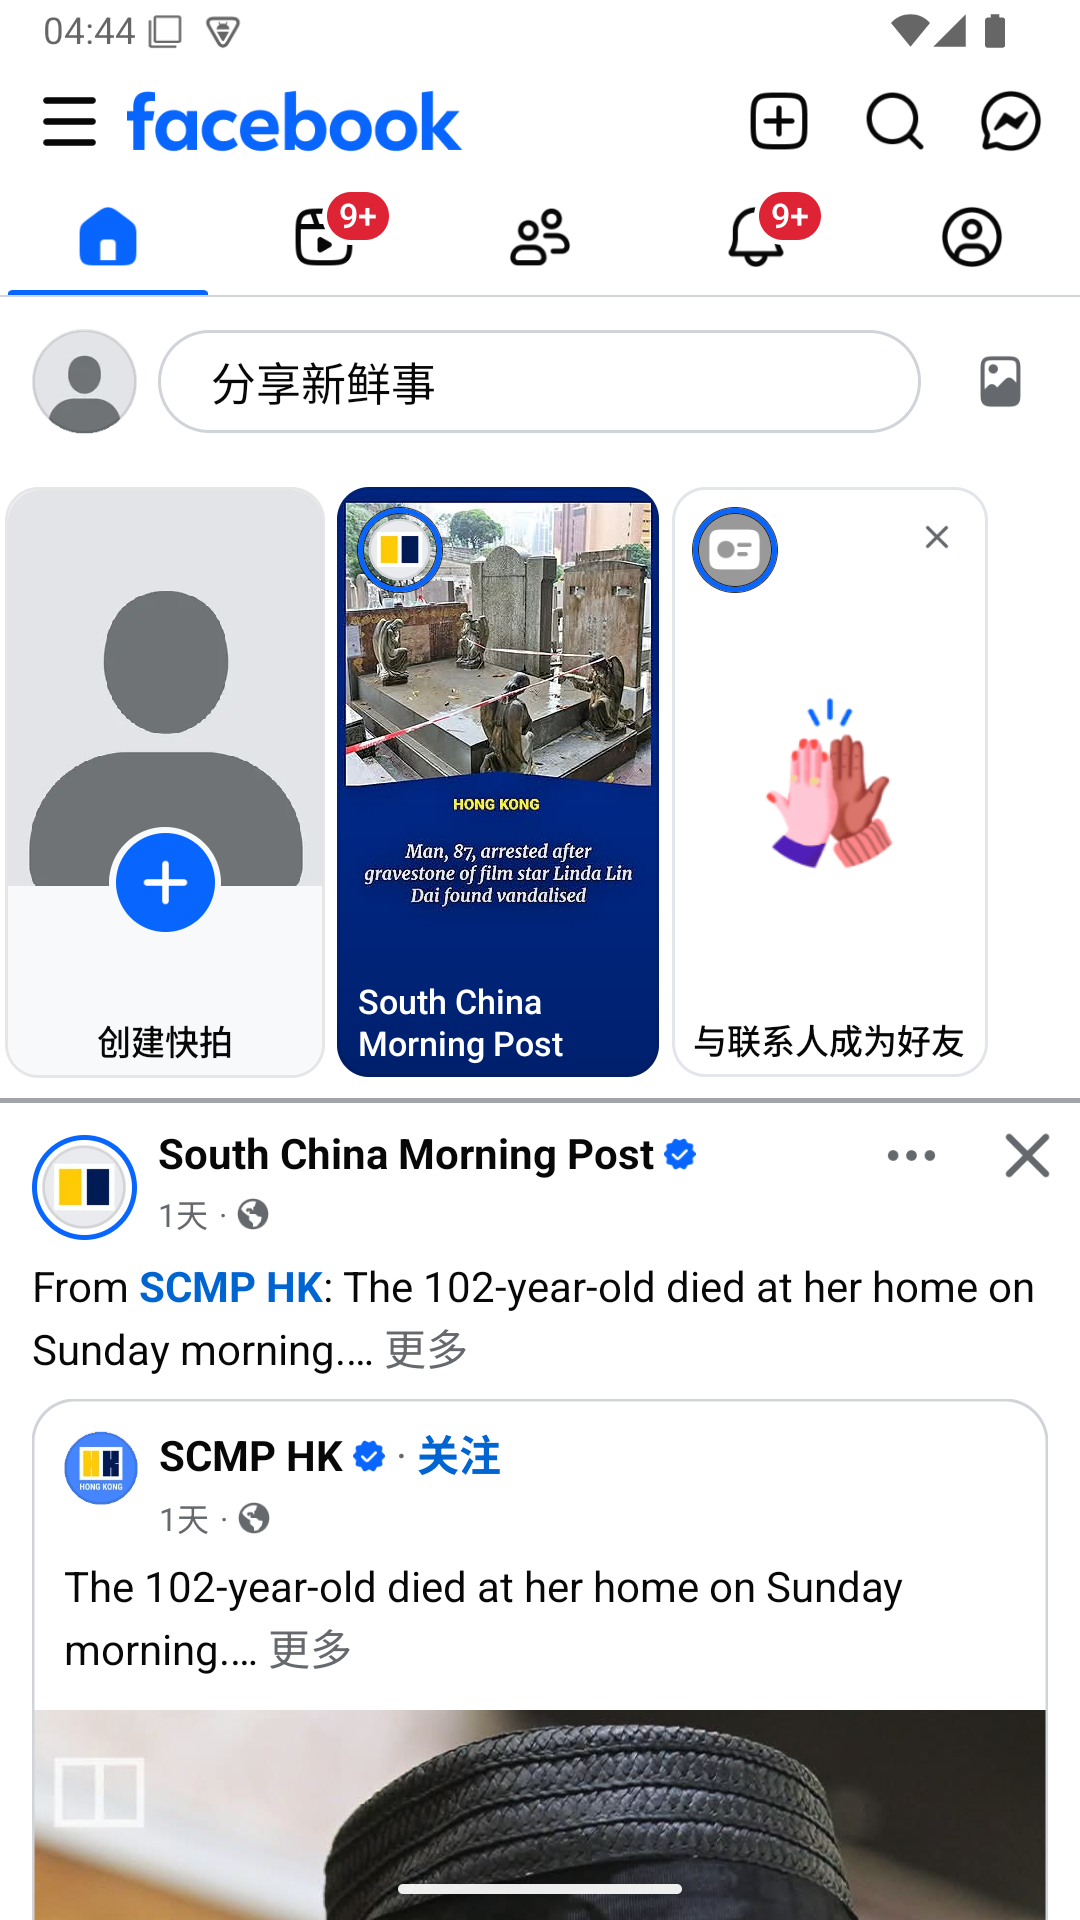 04:44
facebook
9+
9+
分享新鲜事
HONG KONG
Man, 87, arrested after
gravestone of film star Linda Lin
Dai found vandalised
创建快拍
South China
Morning Post
与联系人成为好友
South China Morning Post
1天 ·
From SCMP HK: The 102-year-old died at her home on
Sunday morning.... 更多
HK
HONG KONG
SCMP HK · 关注
1天 ·
The 102-year-old died at her home on Sunday
morning.... 更多